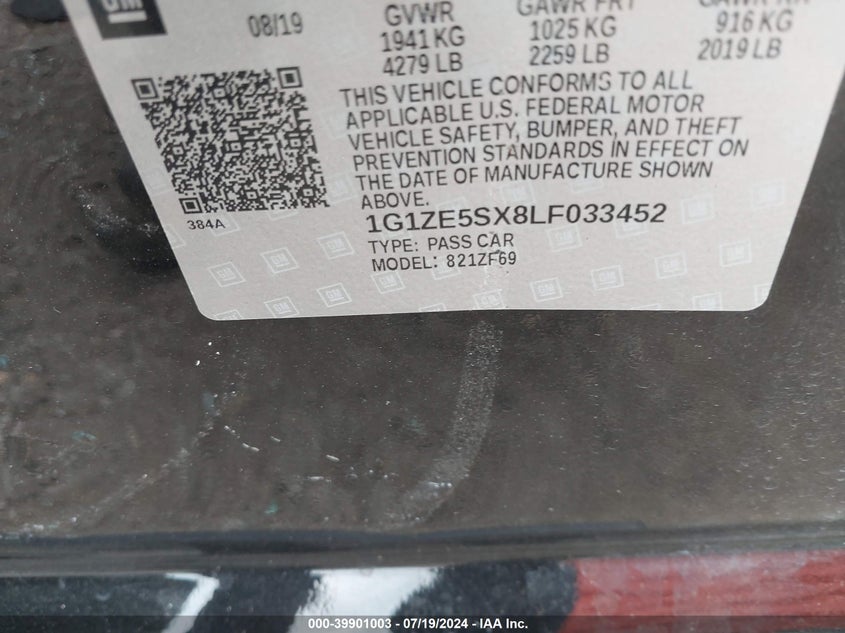 GM
08/19
GVWR
1941 KG
4279 LB
GAWR FRT
1025 KG
2259 LB
GAWR RR
916 KG
2019 LB
THIS VEHICLE CONFORMS TO ALL
APPLICABLE U.S. FEDERAL MOTOR
VEHICLE SAFETY, BUMPER, AND THEFT
PREVENTION STANDARDS IN EFFECT ON
THE DATE OF MANUFACTURE SHOWN
ABOVE.
384A
1G1ZE5SX8LF033452
TYPE: PASS CAR
MODEL: 821ZF69
000-39901003 - 07/19/2024 - IAA Inc.